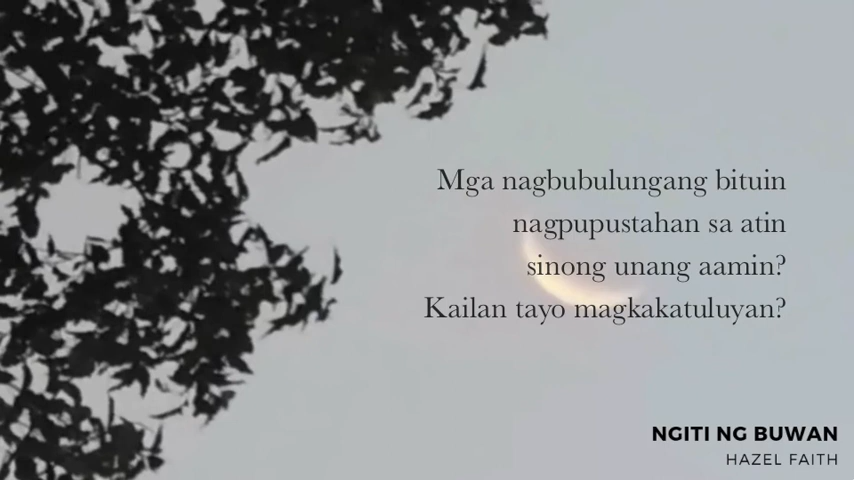 Mga nagbubulungang bituin
nagpupustahan sa atin
sinong unang aamin?
Kailan tayo magkakatuluyan?
NGITI NG BUWAN
HAZEL FAITH